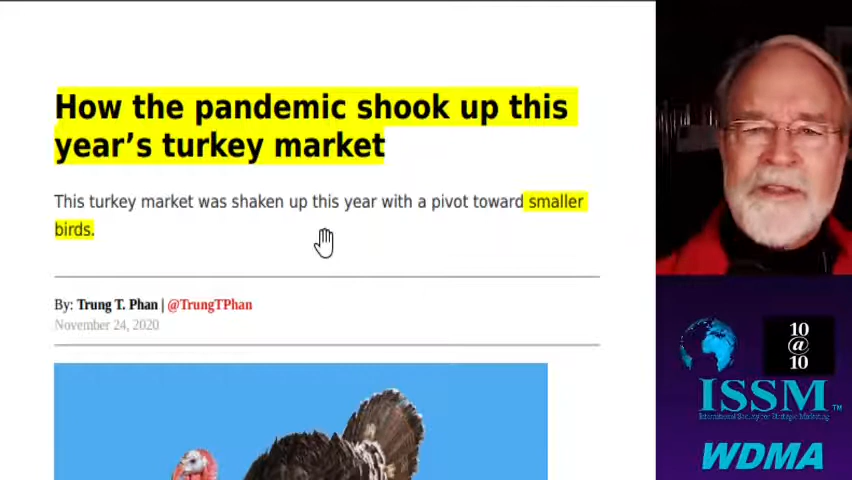 How the pandemic shook up this
year's turkey market
This turkey market was shaken up this year with a pivot toward smaller
birds.
By: Trung T. Phan | @TrungTPhan
November 24, 2020
10
@
10
ISSM™
International Society for Strategic Marketing
WDMA